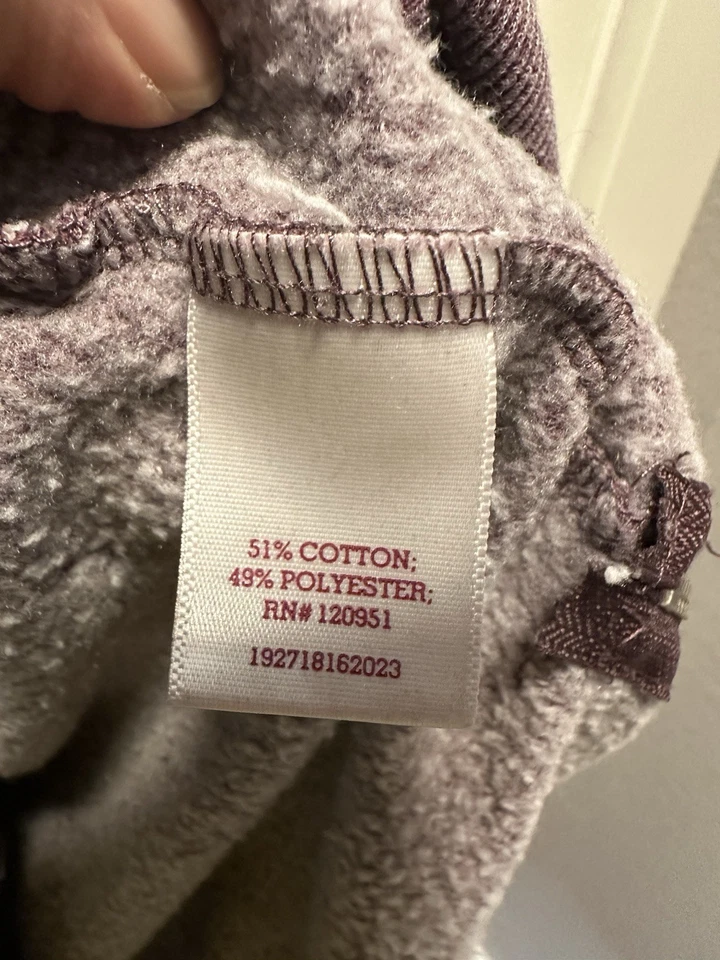 51% COTTON;
49% POLYESTER;
RN# 120951
192718162023